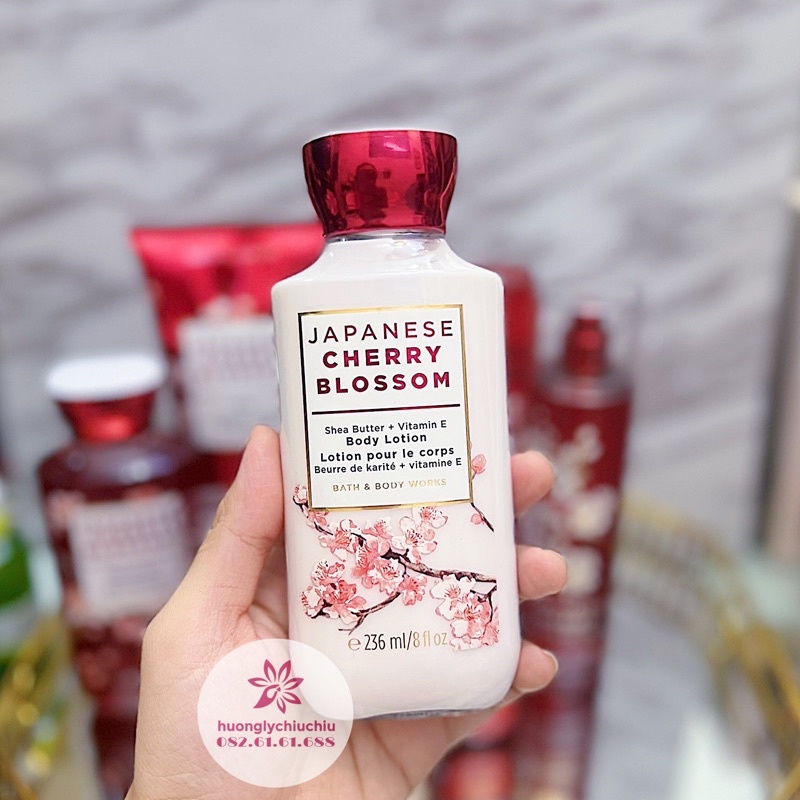 JAPANESE
CHERRY
BLOSSOM
Shea Butter + Vitamin E
Body Lotion
Lotion pour le corps
Beurre de karité + vitamine E
BATH & BODY WORKS
℮ 236 ml/8 fl oz
huonglychiuchiu
082.61.61.688